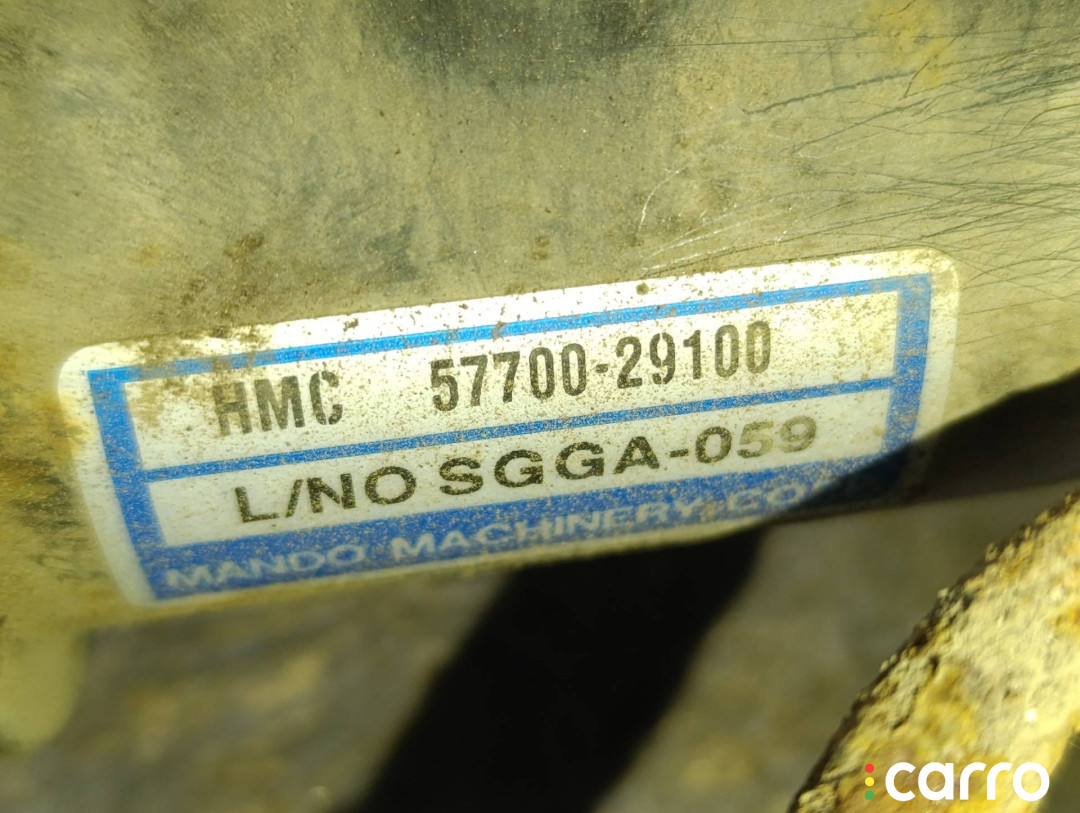 HMC 57700-29100
L/NO SGGA-059
MANDO MACHINERY CO
carro